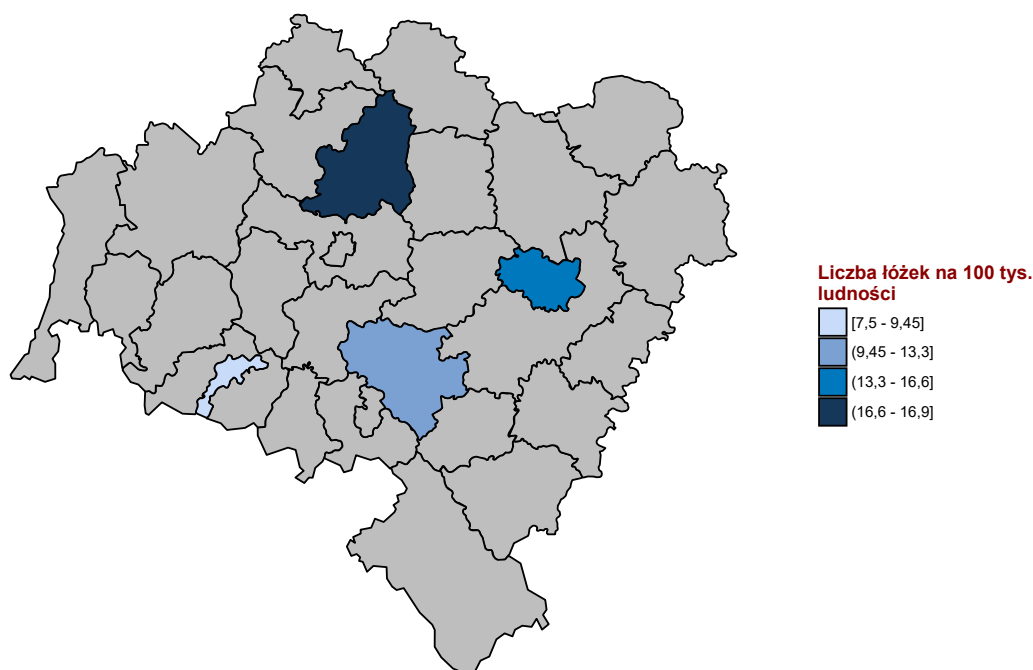 Liczba łóżek na 100 tys.
ludności
[7,5 - 9,45]
(9,45 - 13,3]
(13,3 - 16,6]
(16,6 - 16,9]